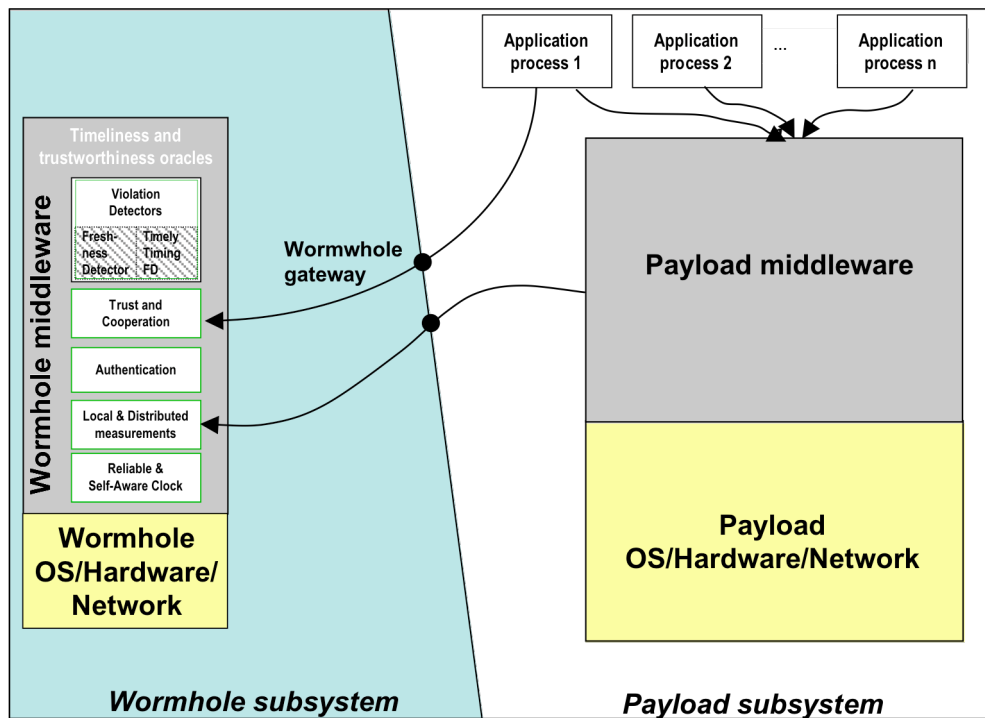 Application
process 1
Application
process 2
...
Application
process n
Timeliness and
trustworthiness oracles
Wormhole middleware
Violation
Detectors
Fresh-
ness
Detector
Timely
Timing
FD
Trust and
Cooperation
Authentication
Local & Distributed
measurements
Reliable &
Self-Aware Clock
Wormhole
OS/Hardware/
Network
Wormwhole
gateway
Payload middleware
Payload
OS/Hardware/Network
Wormhole subsystem
Payload subsystem